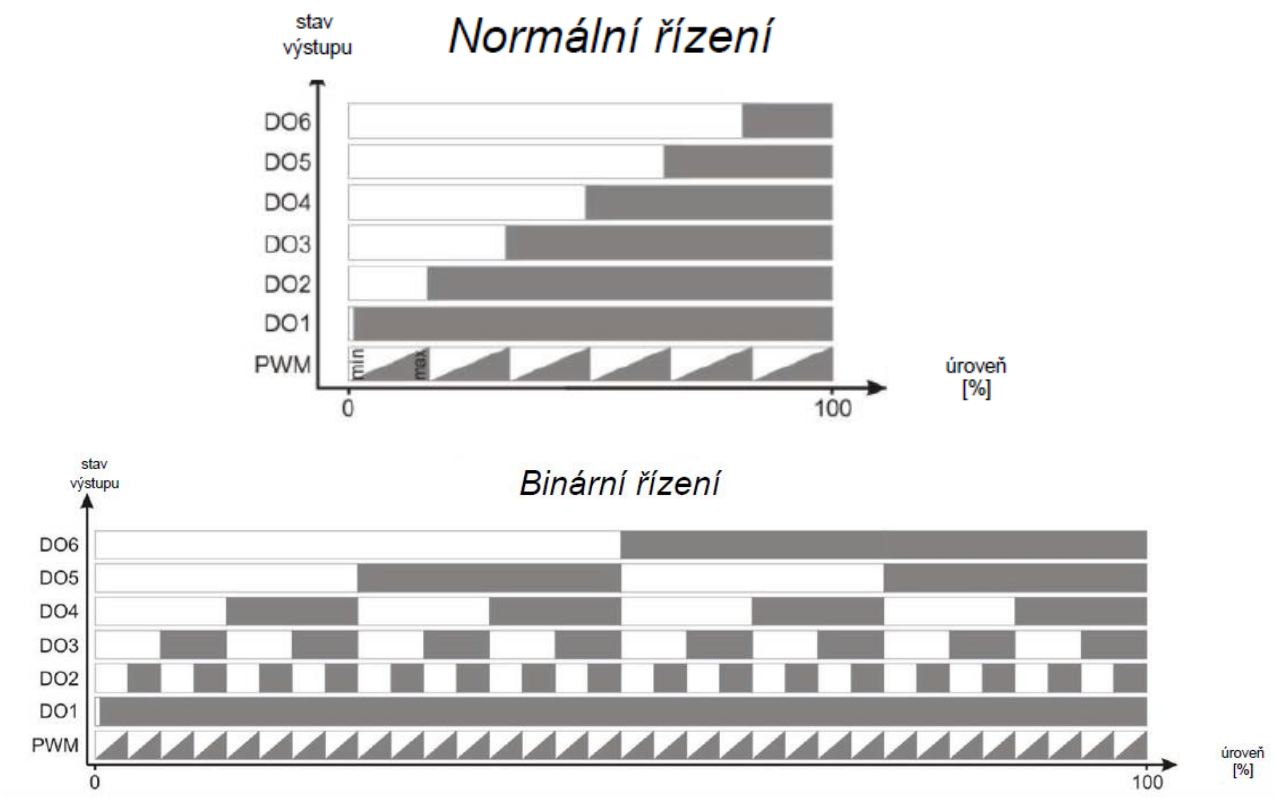 stav
výstupu
Normální řízení
DO6
DO5
DO4
DO3
DO2
DO1
PWM
min
max
úroveň
[%]
0
100
stav
výstupu
Binární řízení
DO6
DO5
DO4
DO3
DO2
DO1
PWM
úroveň
[%]
0
100